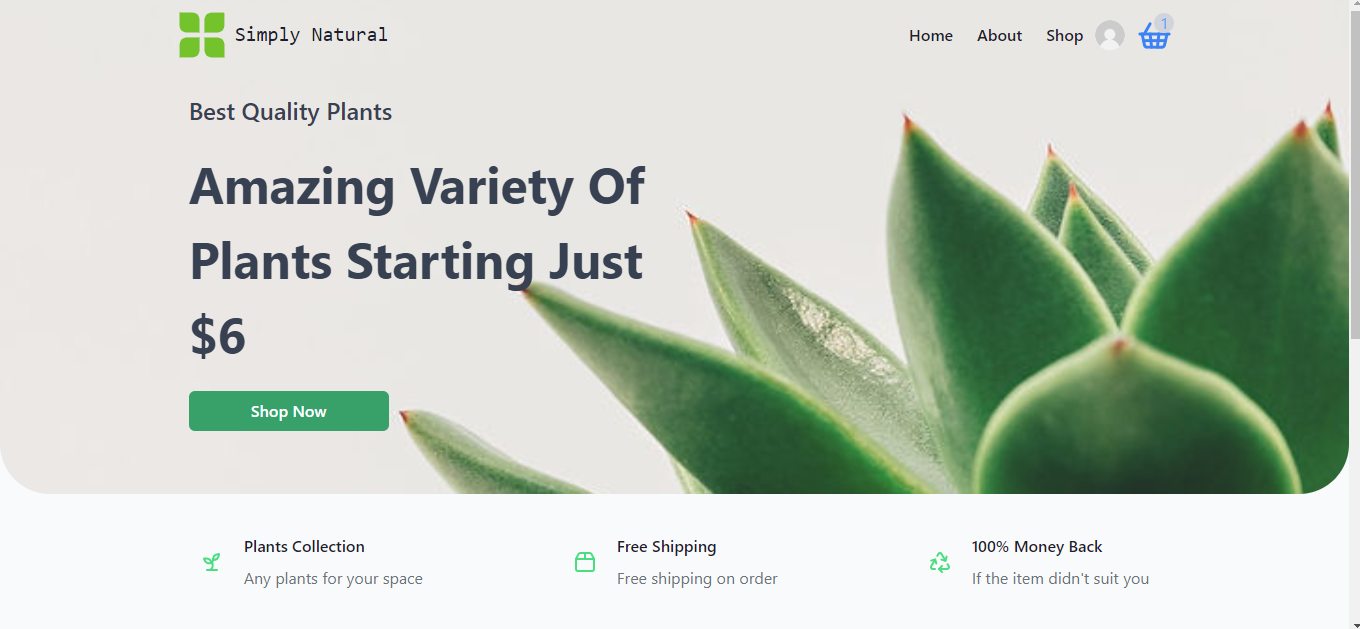 Simply Natural
Home About Shop 1
Best Quality Plants
Amazing Variety Of
Plants Starting Just
$6
Shop Now
Plants Collection
Any plants for your space
Free Shipping
Free shipping on order
100% Money Back
If the item didn't suit you